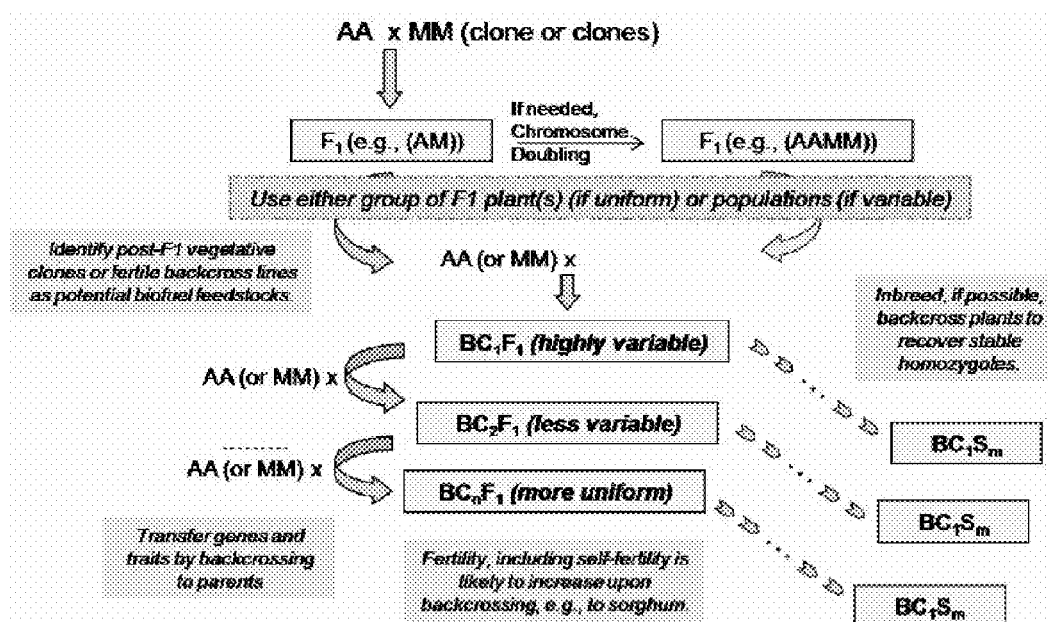 AA x MM (clone or clones)
F₁ (e.g., (AM))
If needed,
Chromosome
Doubling
F₁ (e.g., (AAMM))
Use either group of F1 plant(s) (if uniform) or populations (if variable)
Identify post-F1 vegetative
clones or fertile backcross lines
as potential biofuel feedstocks
AA (or MM) x
Inbreed, if possible,
backcross plants to
recover stable
homozygotes.
BC₁F₁ (highly variable)
AA (or MM) x
BC₂F₁ (less variable)
BC₁Sₘ
AA (or MM) x
BCₙF₁ (more uniform)
BC₁Sₘ
Transfer genes and
traits by backcrossing
to parents
Fertility, including self-fertility is
likely to increase upon
backcrossing, e.g., to sorghum.
BC₁Sₘ